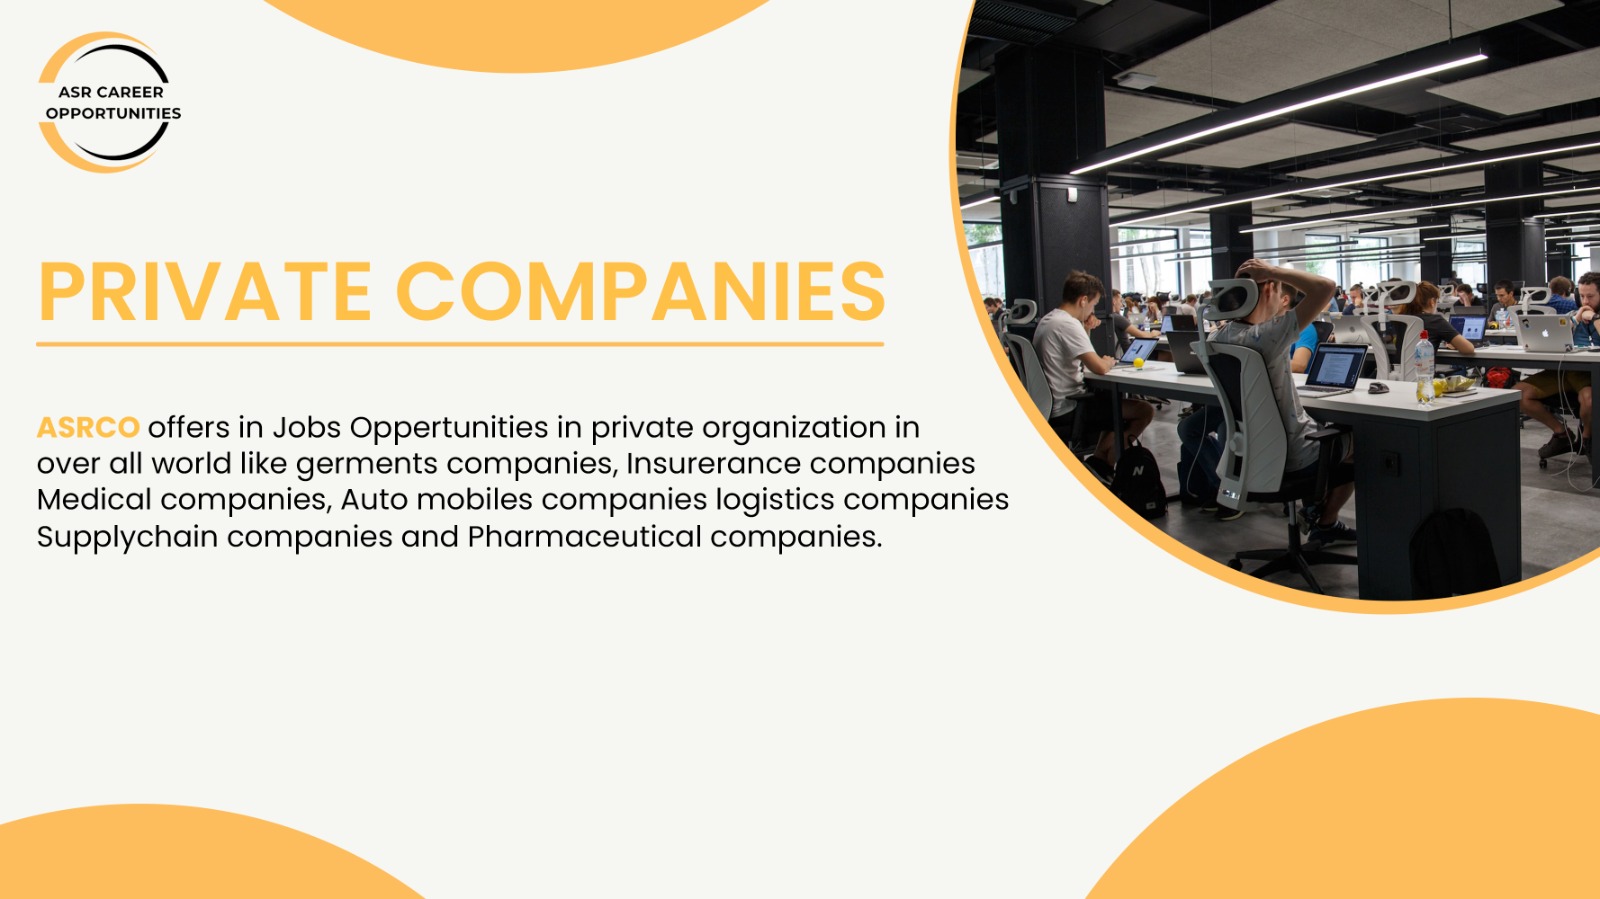 ASR CAREER
OPPORTUNITIES
PRIVATE COMPANIES
ASRCO offers in Jobs Oppertunities in private organization in
over all world like germents companies, Insurerance companies
Medical companies, Auto mobiles companies logistics companies
Supplychain companies and Pharmaceutical companies.
N